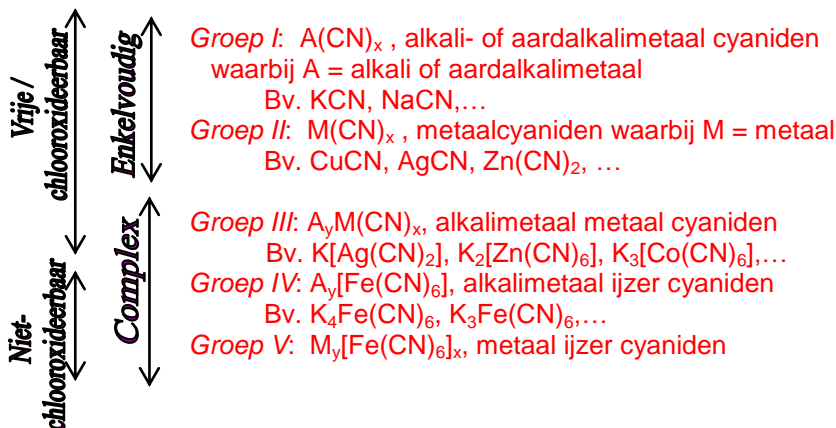 Vrije /
chlooroxideerbaar
Niet-
chlooroxideerbaar
Enkelvoudig
Complex
Groep I: A(CN)ₓ , alkali- of aardalkalimetaal cyaniden
waarbij A = alkali of aardalkalimetaal
Bv. KCN, NaCN,…
Groep II: M(CN)ₓ , metaalcyaniden waarbij M = metaal
Bv. CuCN, AgCN, Zn(CN)₂, …
Groep III: AᵧM(CN)ₓ, alkalimetaal metaal cyaniden
Bv. K[Ag(CN)₂], K₂[Zn(CN)₆], K₃[Co(CN)₆],…
Groep IV: Aᵧ[Fe(CN)₆], alkalimetaal ijzer cyaniden
Bv. K₄Fe(CN)₆, K₃Fe(CN)₆,…
Groep V: Mᵧ[Fe(CN)₆]ₓ, metaal ijzer cyaniden